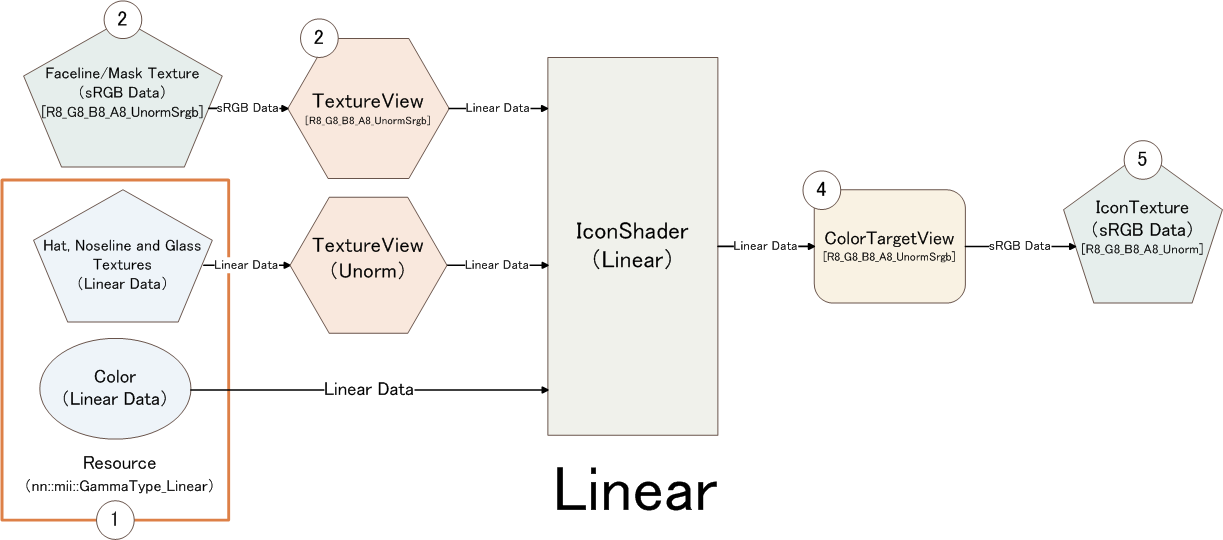 2
Faceline/Mask Texture
(sRGB Data)
[R8_G8_B8_A8_UnormSrgb]
sRGB Data
2
TextureView
[R8_G8_B8_A8_UnormSrgb]
Linear Data
Hat, Noseline and Glass
Textures
(Linear Data)
Linear Data
TextureView
(Unorm)
Linear Data
Color
(Linear Data)
Linear Data
Resource
(nn::mii::GammaType_Linear)
1
IconShader
(Linear)
Linear Data
4
ColorTargetView
[R8_G8_B8_A8_UnormSrgb]
sRGB Data
5
IconTexture
(sRGB Data)
[R8_G8_B8_A8_Unorm]
Linear